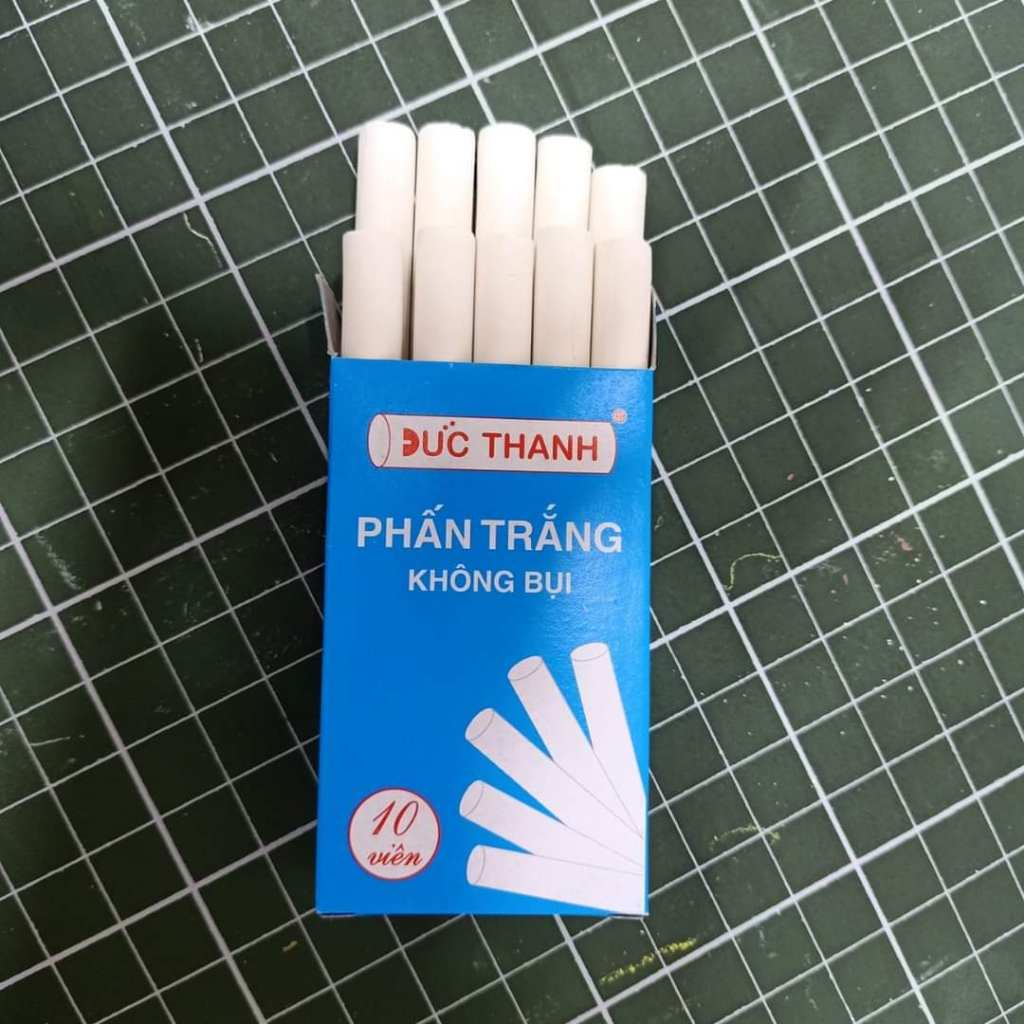 ĐỨC THANH ®
PHẤN TRẮNG
KHÔNG BỤI
10
viên